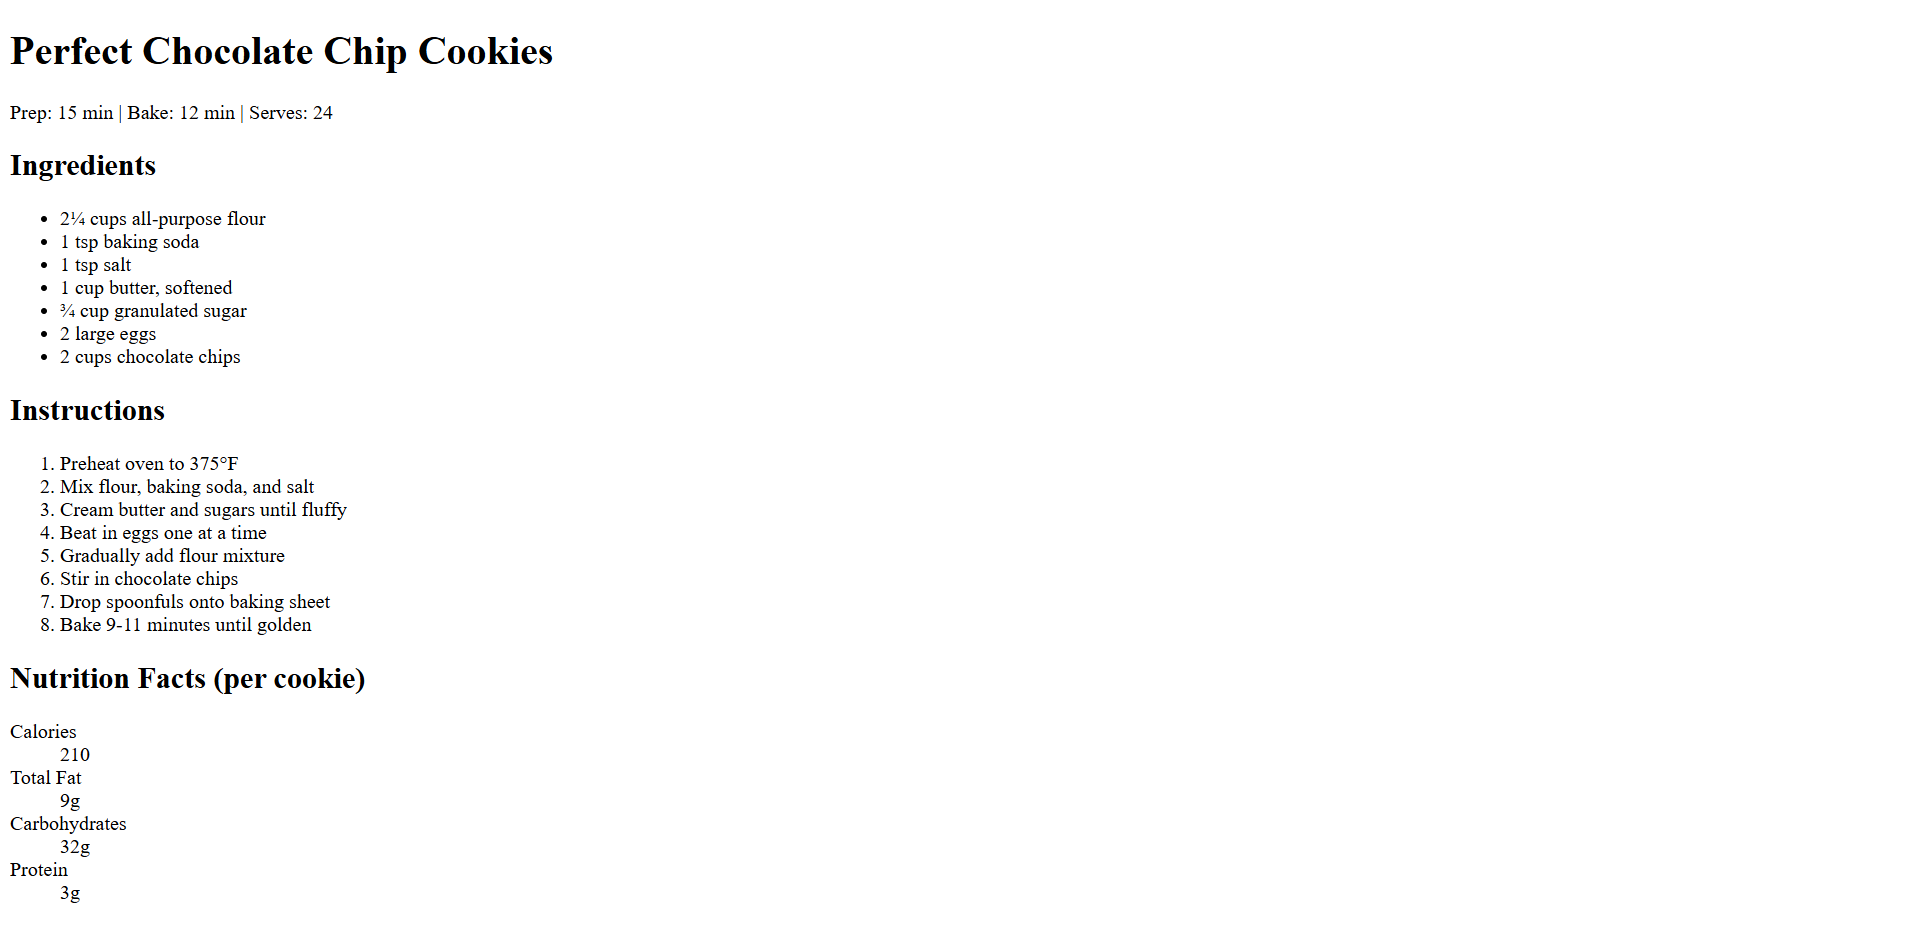 Perfect Chocolate Chip Cookies
Prep: 15 min | Bake: 12 min | Serves: 24
Ingredients
• 2¼ cups all-purpose flour
• 1 tsp baking soda
• 1 tsp salt
• 1 cup butter, softened
• ¾ cup granulated sugar
• 2 large eggs
• 2 cups chocolate chips
Instructions
1. Preheat oven to 375°F
2. Mix flour, baking soda, and salt
3. Cream butter and sugars until fluffy
4. Beat in eggs one at a time
5. Gradually add flour mixture
6. Stir in chocolate chips
7. Drop spoonfuls onto baking sheet
8. Bake 9-11 minutes until golden
Nutrition Facts (per cookie)
Calories
210
Total Fat
9g
Carbohydrates
32g
Protein
3g